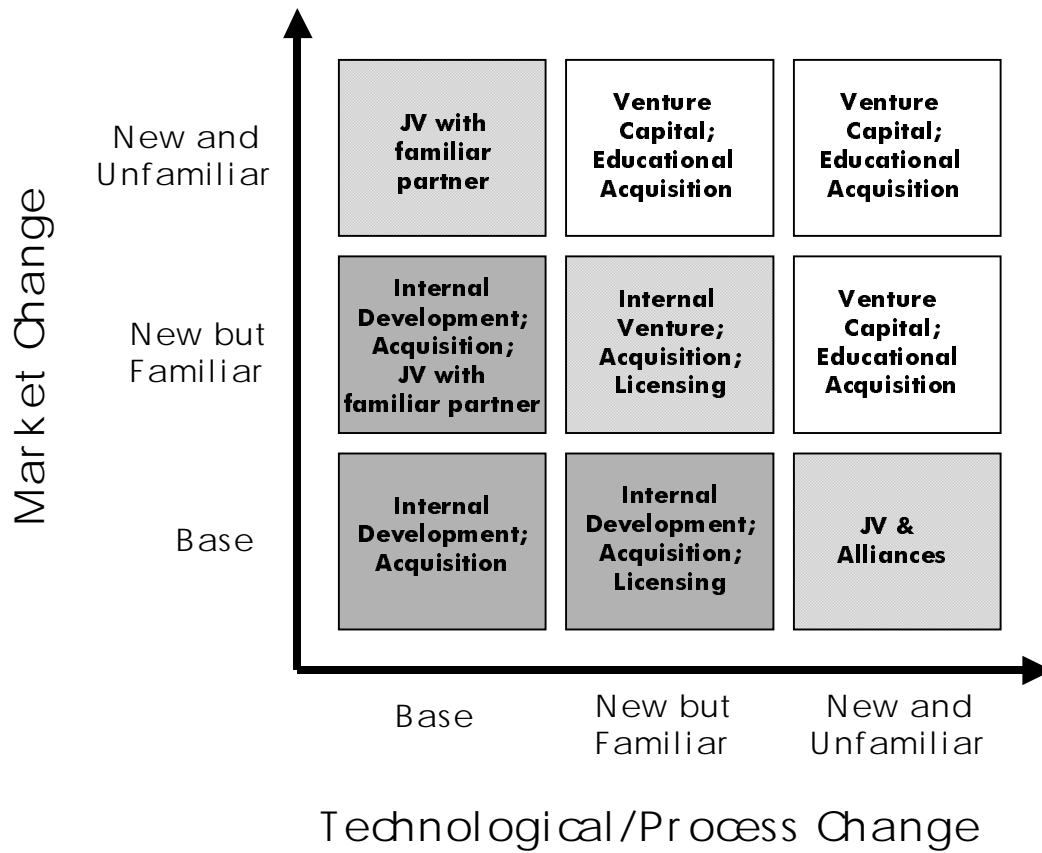 Market Change
New and
Unfamiliar
JV with
familiar
partner
Venture
Capital;
Educational
Acquisition
Venture
Capital;
Educational
Acquisition
New but
Familiar
Internal
Development;
Acquisition;
JV with
familiar partner
Internal
Venture;
Acquisition;
Licensing
Venture
Capital;
Educational
Acquisition
Base
Internal
Development;
Acquisition
Internal
Development;
Acquisition;
Licensing
JV &
Alliances
Base
New but
Familiar
New and
Unfamiliar
Technological/Process Change